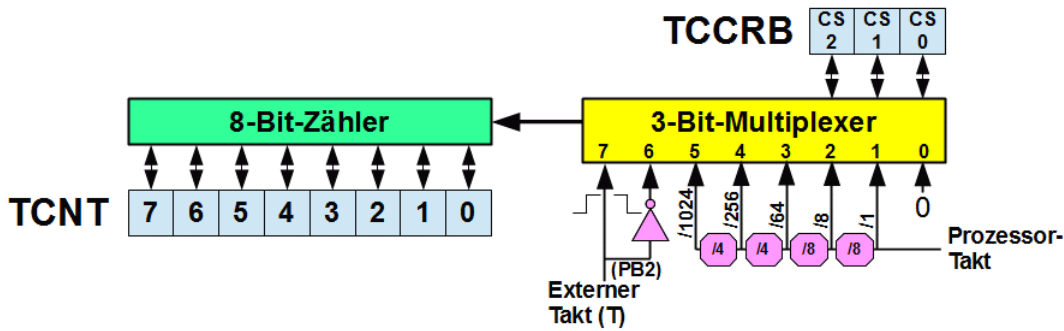 TCCRB
CS CS CS
2 1 0
8-Bit-Zähler
3-Bit-Multiplexer
7 6 5 4 3 2 1 0
TCNT
7 6 5 4 3 2 1 0
/1024 /256 /64 /8 /1 0
/4 /4 /8 /8
Prozessor-
Takt
(PB2)
Externer
Takt (T)